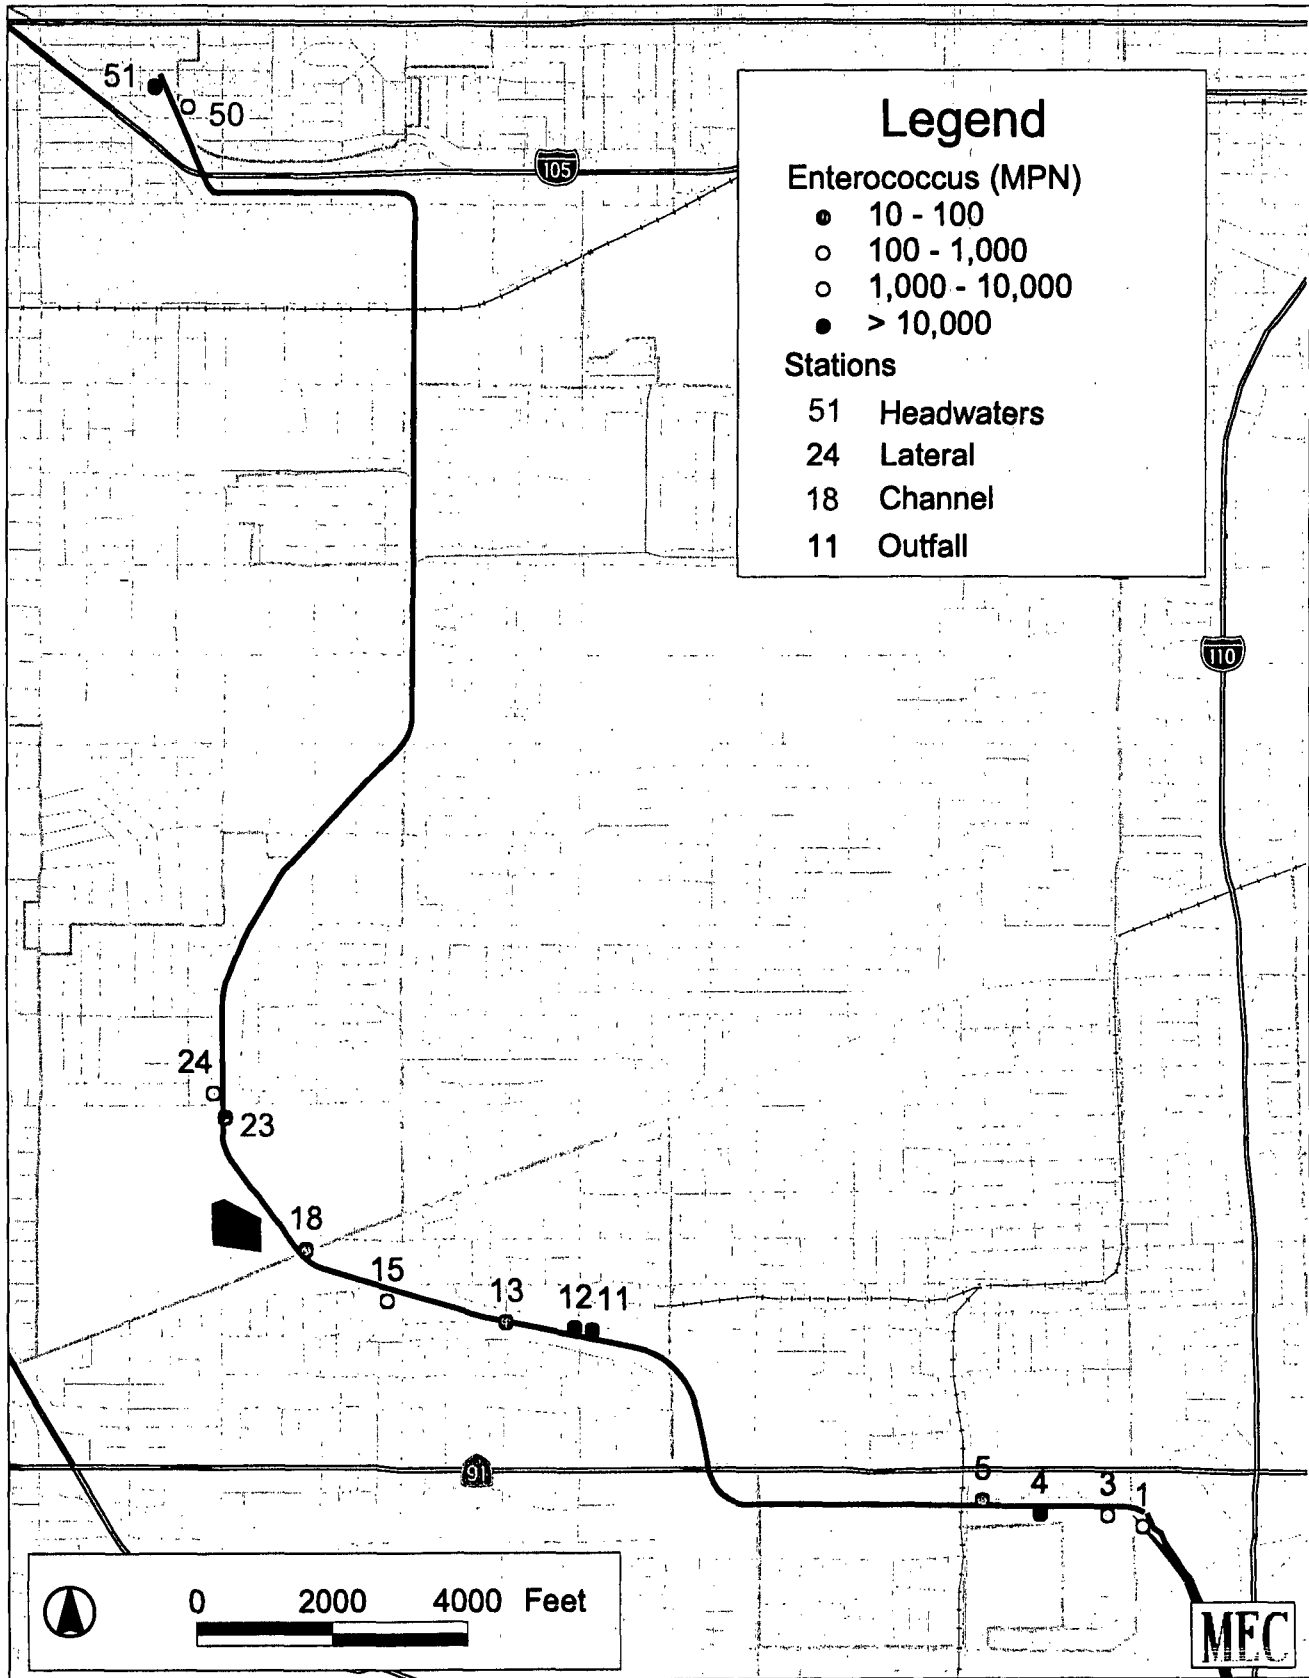 51
50
105
Legend
Enterococcus (MPN)
10 - 100
100 - 1,000
1,000 - 10,000
> 10,000
Stations
51 Headwaters
24 Lateral
18 Channel
11 Outfall
110
24
23
18
15
13
12 11
91
5
4
3
1
0 2000 4000 Feet
MEC